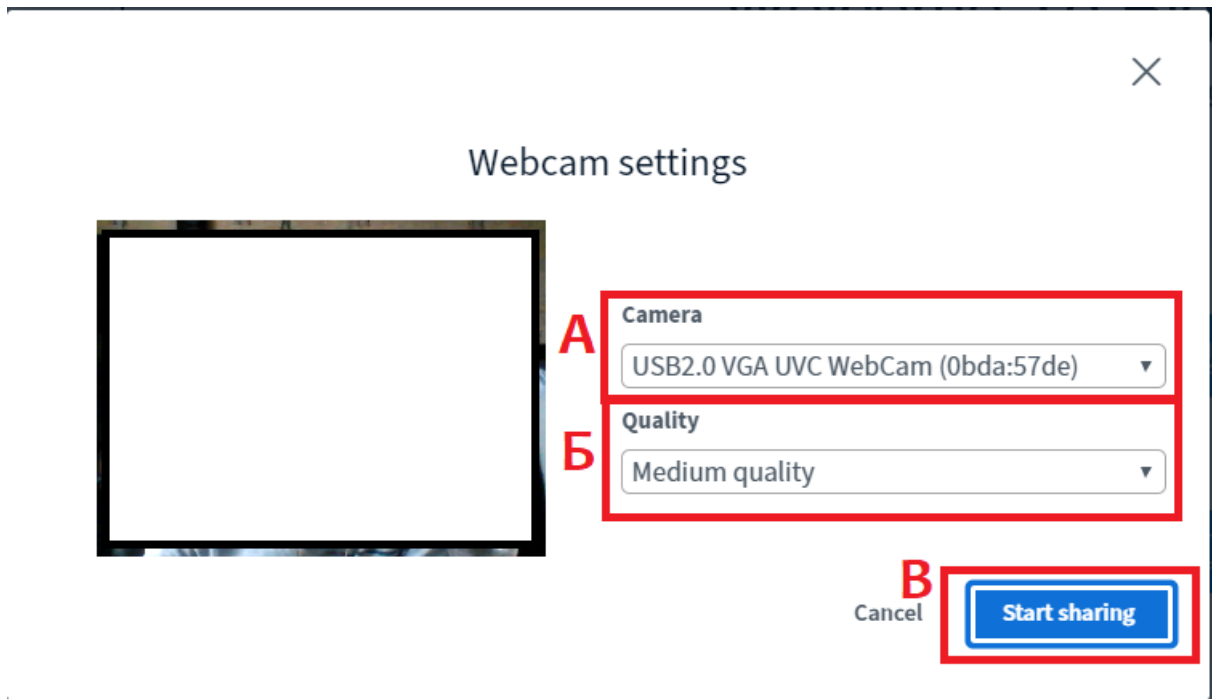 Webcam settings
А
Camera
USB2.0 VGA UVC WebCam (0bda:57de)
Б
Quality
Medium quality
В
Cancel
Start sharing